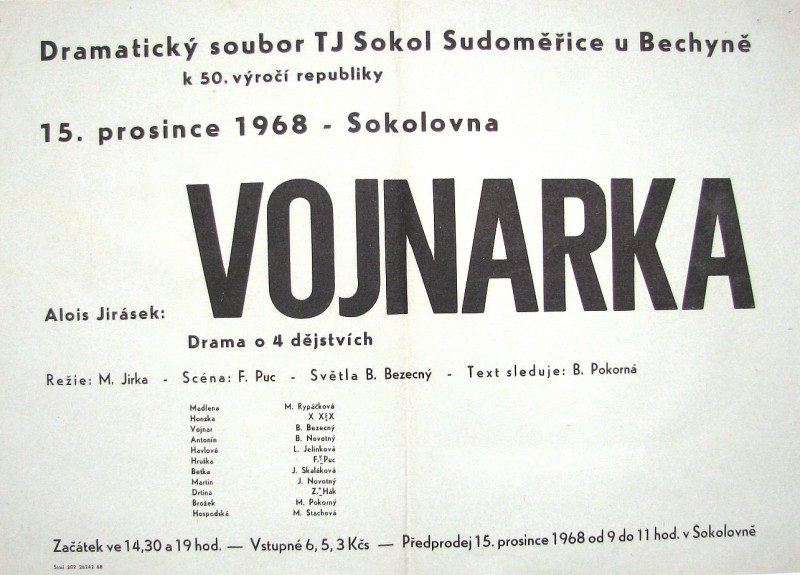 Dramatický soubor TJ Sokol Sudoměřice u Bechyně
k 50. výročí republiky
15. prosince 1968 - Sokolovna
VOJNARKA
Alois Jirásek:
Drama o 4 dějstvích
Režie: M. Jirka - Scéna: F. Puc - Světla B. Bezecný - Text sleduje: B. Pokorná
Madlena M. Rypáčková
Honzka X X X
Vojnar B. Bezecný
Antonín B. Novotný
Havlová L. Jelínková
Hruška F. Puc
Betka J. Skaláková
Martin J. Novotný
Drtina Z. Hák
Brožek M. Pokorný
Hospodská M. Stachová
Začátek ve 14,30 a 19 hod. — Vstupné 6, 5, 3 Kčs — Předprodej 15. prosince 1968 od 9 do 11 hod. v Sokolovně